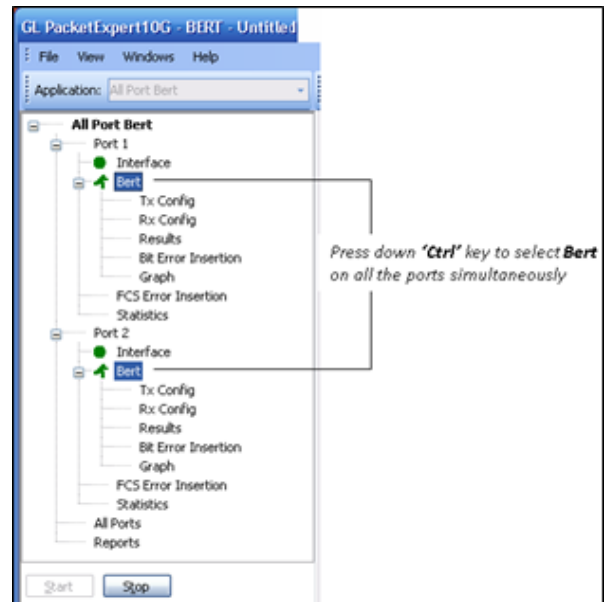 GL PacketExpert10G - BERT - Untitled
File View Windows Help
Application: All Port Bert
All Port Bert
Port 1
Interface
Bert
Tx Config
Rx Config
Results
Bit Error Insertion
Graph
FCS Error Insertion
Statistics
Port 2
Interface
Bert
Tx Config
Rx Config
Results
Bit Error Insertion
Graph
FCS Error Insertion
Statistics
All Ports
Reports
Start Stop
Press down ‘Ctrl’ key to select Bert
on all the ports simultaneously